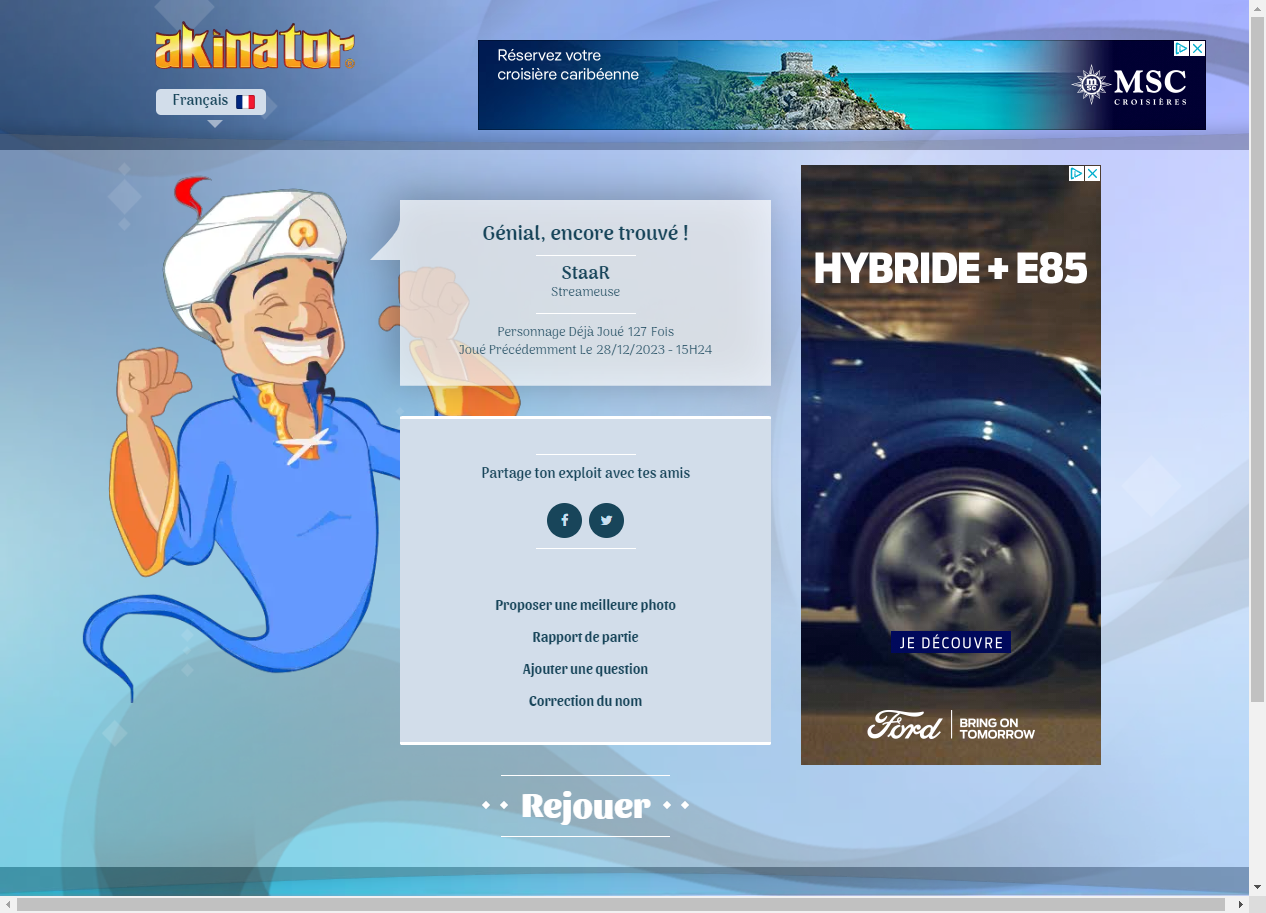 akinator
Français
Réservez votre
croisière caribéenne
MSC
CROISIÈRES
Génial, encore trouvé !
StaaR
Streameuse
Personnage Déjà Joué 127 Fois
Joué Précédemment Le 28/12/2023 - 15H24
Partage ton exploit avec tes amis
Proposer une meilleure photo
Rapport de partie
Ajouter une question
Correction du nom
Rejouer
HYBRIDE + E85
JE DÉCOUVRE
Ford
BRING ON
TOMORROW